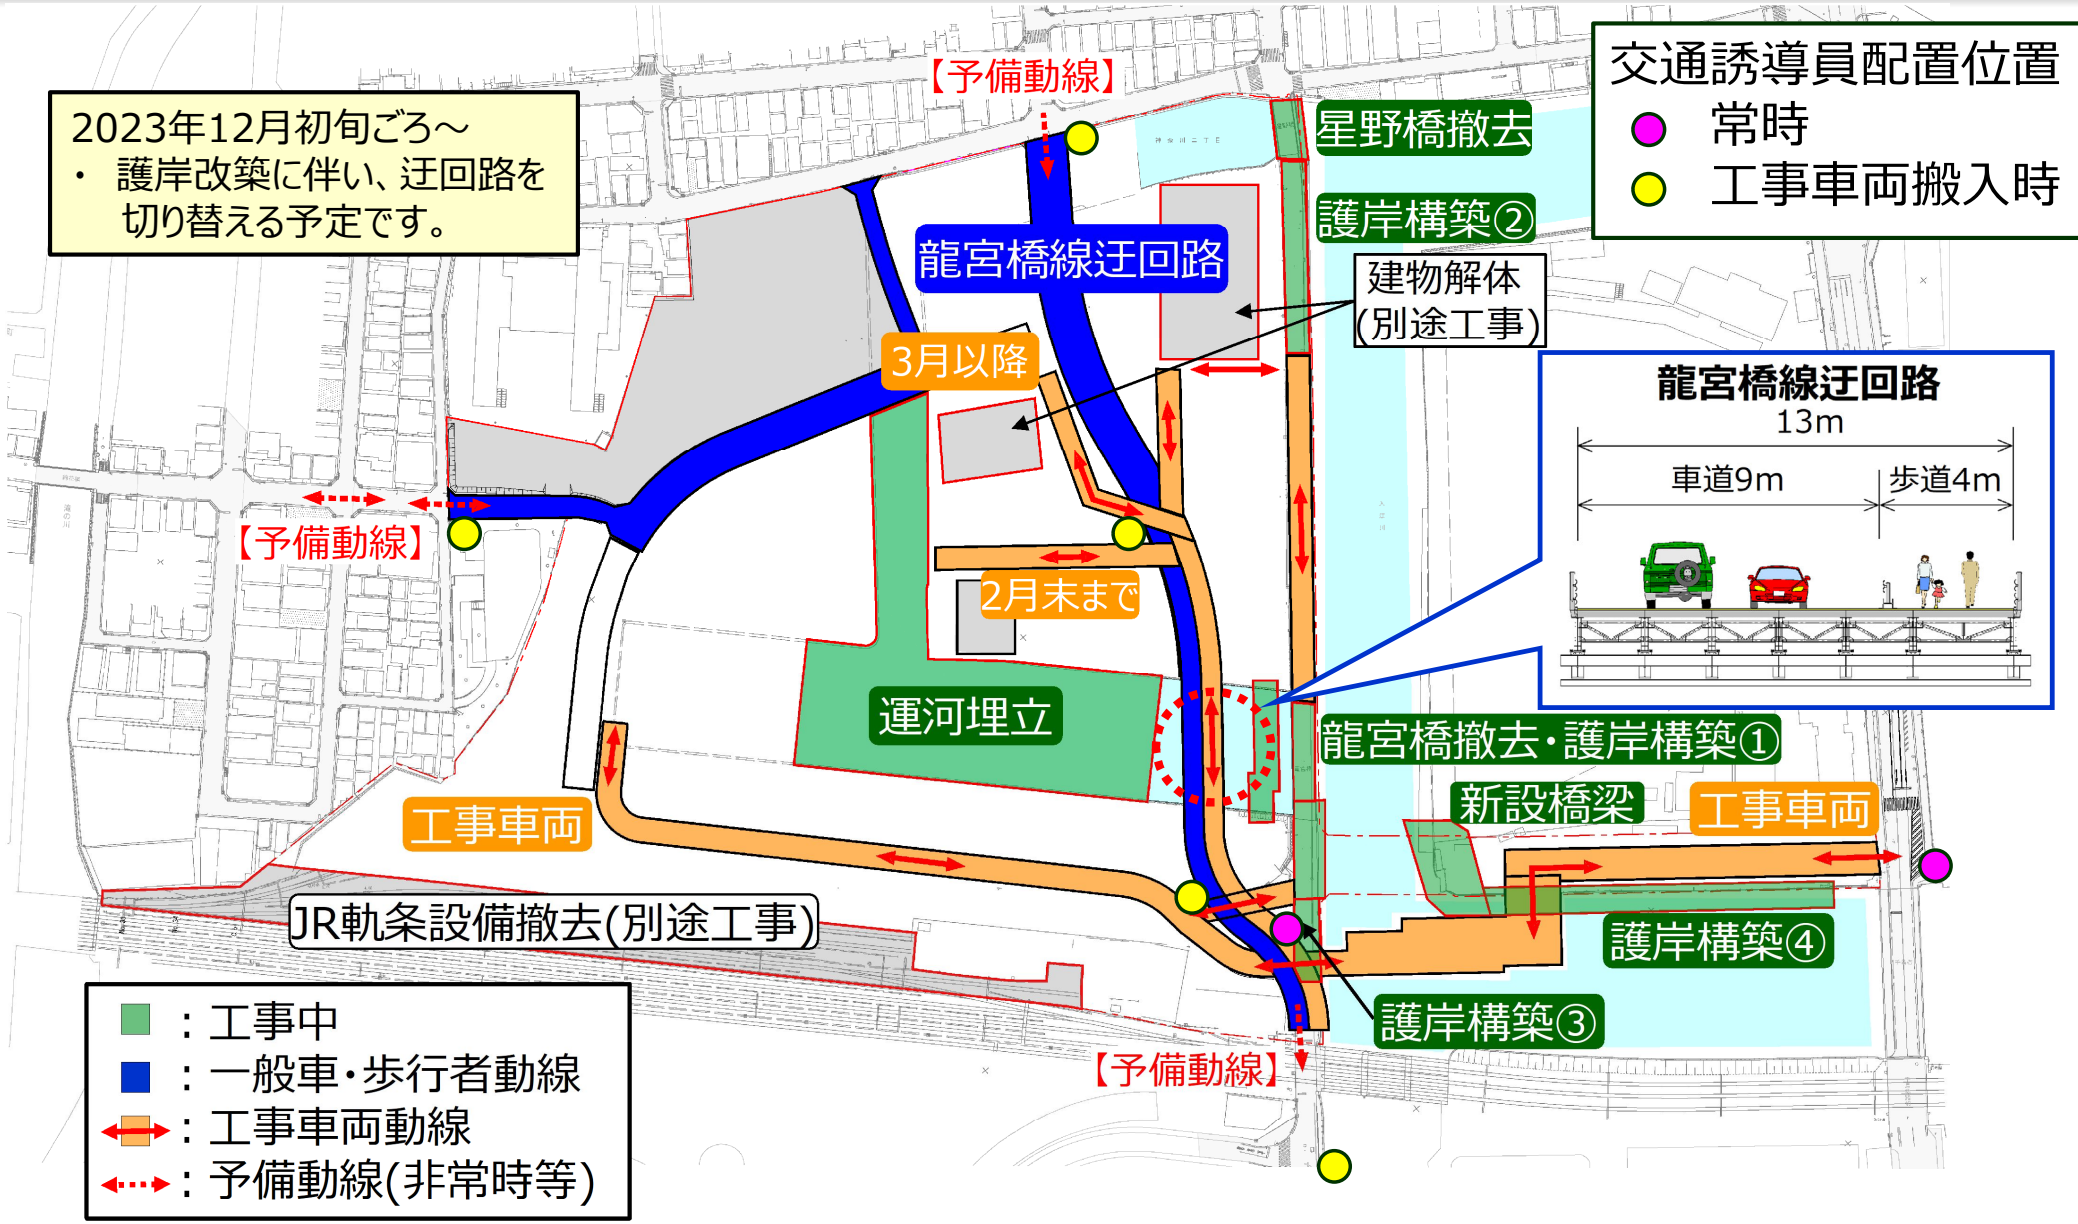 2023年12月初旬ごろ～
・ 護岸改築に伴い、迂回路を
切り替える予定です。
【予備動線】
交通誘導員配置位置
常時
工事車両搬入時
星野橋撤去
護岸構築②
龍宮橋線迂回路
建物解体
(別途工事)
3月以降
龍宮橋線迂回路
13m
車道9m
歩道4m
【予備動線】
2月末まで
運河埋立
龍宮橋撤去・護岸構築①
新設橋梁
工事車両
工事車両
JR軌条設備撤去(別途工事)
護岸構築④
護岸構築③
【予備動線】
：工事中
：一般車・歩行者動線
：工事車両動線
：予備動線(非常時等)